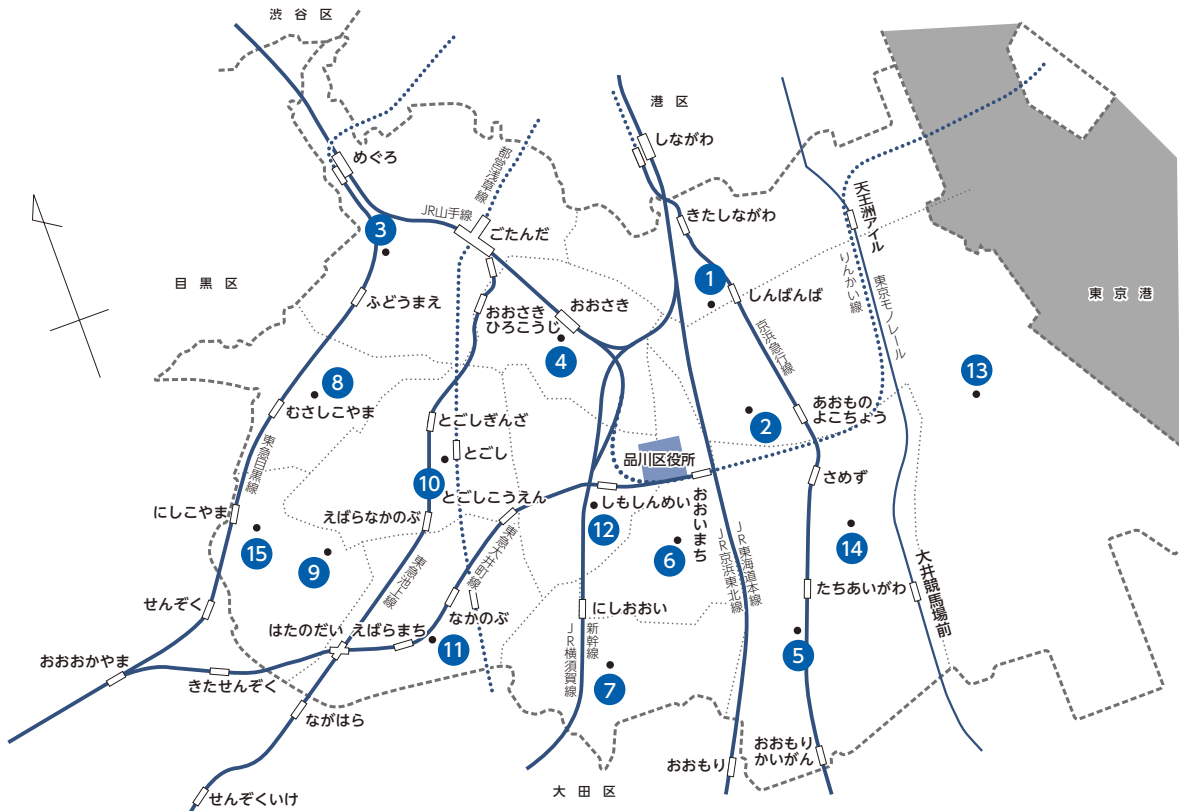 渋谷区
港区
めぐろ
しながわ
都営浅草線
JR山手線
ごたんだ
きたしながわ
天王洲アイル
3
目黒区
ふどうまえ
おおさき
ひろこうじ
おおさき
1
しんばんば
りんかい線
東京モノレール
東京港
京浜急行線
4
8
むさしこやま
13
とごしぎんざ
2
あおもの
よこちょう
東急目黒線
とごし
品川区役所
さめず
10
とごしこうえん
しもしんめい
おおいまち
にしこやま
えばらなかのぶ
12
15
9
東急大井町線
6
JR東海道本線
JR京浜東北線
14
東急池上線
せんぞく
なかのぶ
にしおおい
たちあいがわ
大井競馬場前
はたのだい
えばらまち
11
新幹線
JR横須賀線
5
おおおかやま
きたせんぞく
7
ながはら
おおもり
おおもり
かいがん
せんぞくいけ
大田区